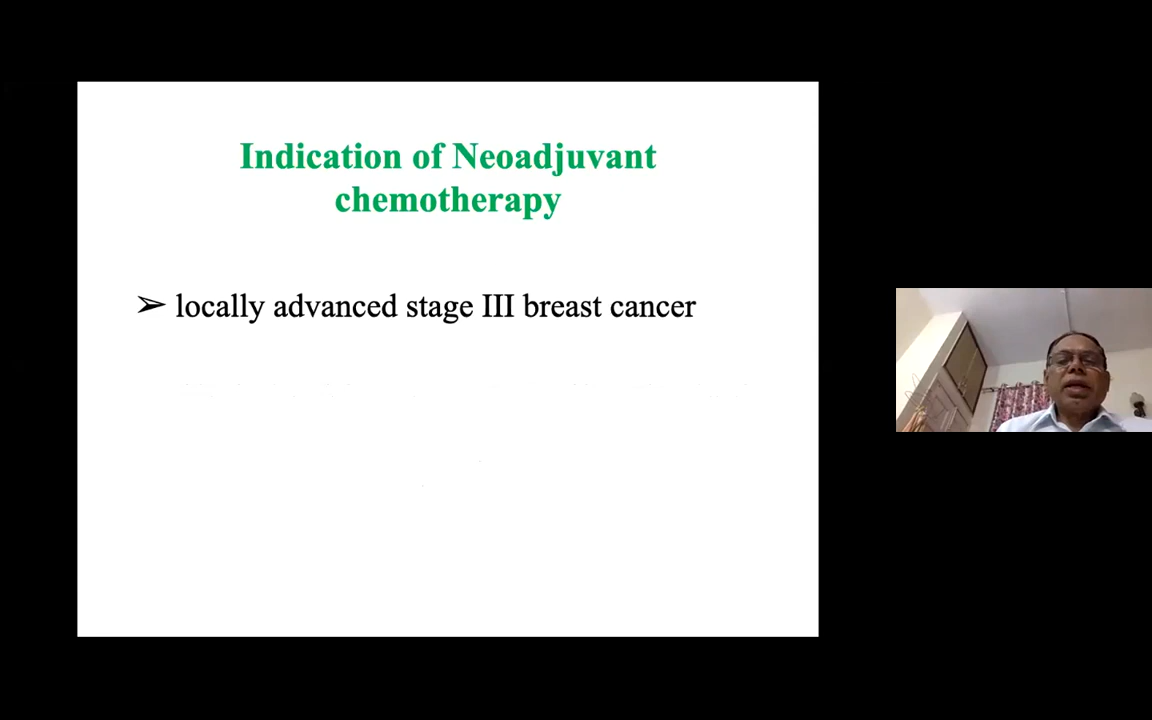 Indication of Neoadjuvant
chemotherapy
➢ locally advanced stage III breast cancer